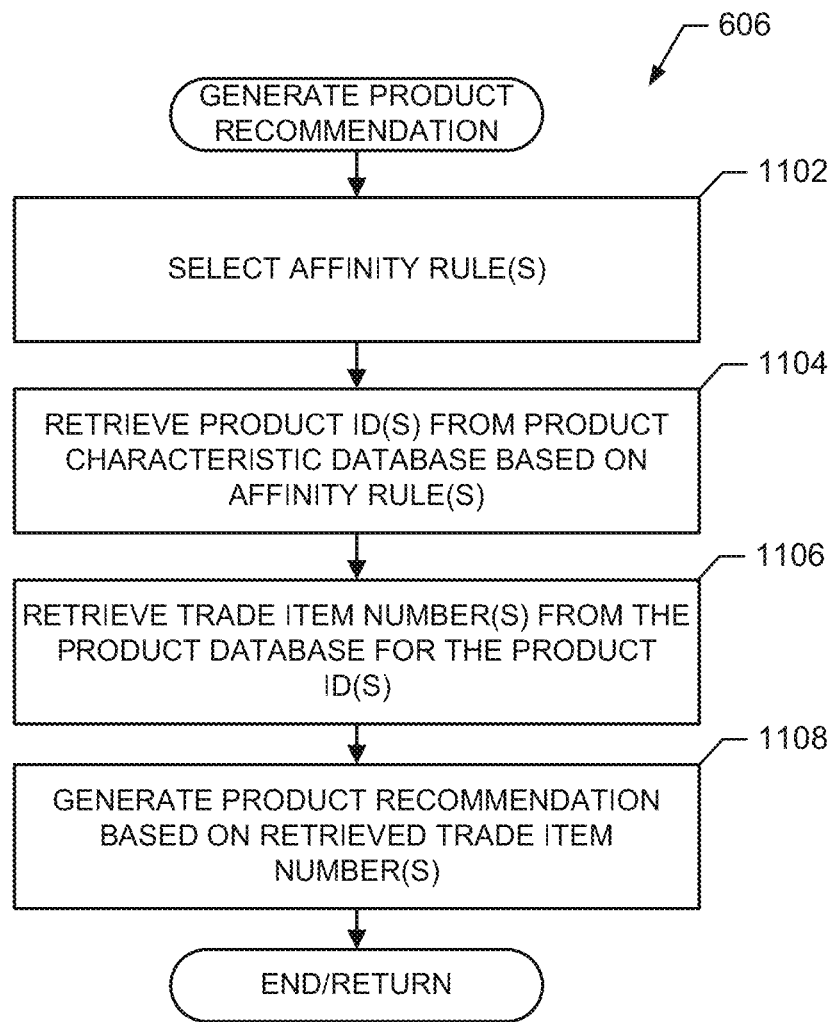 606
GENERATE PRODUCT
RECOMMENDATION
1102
SELECT AFFINITY RULE(S)
1104
RETRIEVE PRODUCT ID(S) FROM PRODUCT
CHARACTERISTIC DATABASE BASED ON
AFFINITY RULE(S)
1106
RETRIEVE TRADE ITEM NUMBER(S) FROM THE
PRODUCT DATABASE FOR THE PRODUCT
ID(S)
1108
GENERATE PRODUCT RECOMMENDATION
BASED ON RETRIEVED TRADE ITEM
NUMBER(S)
END/RETURN